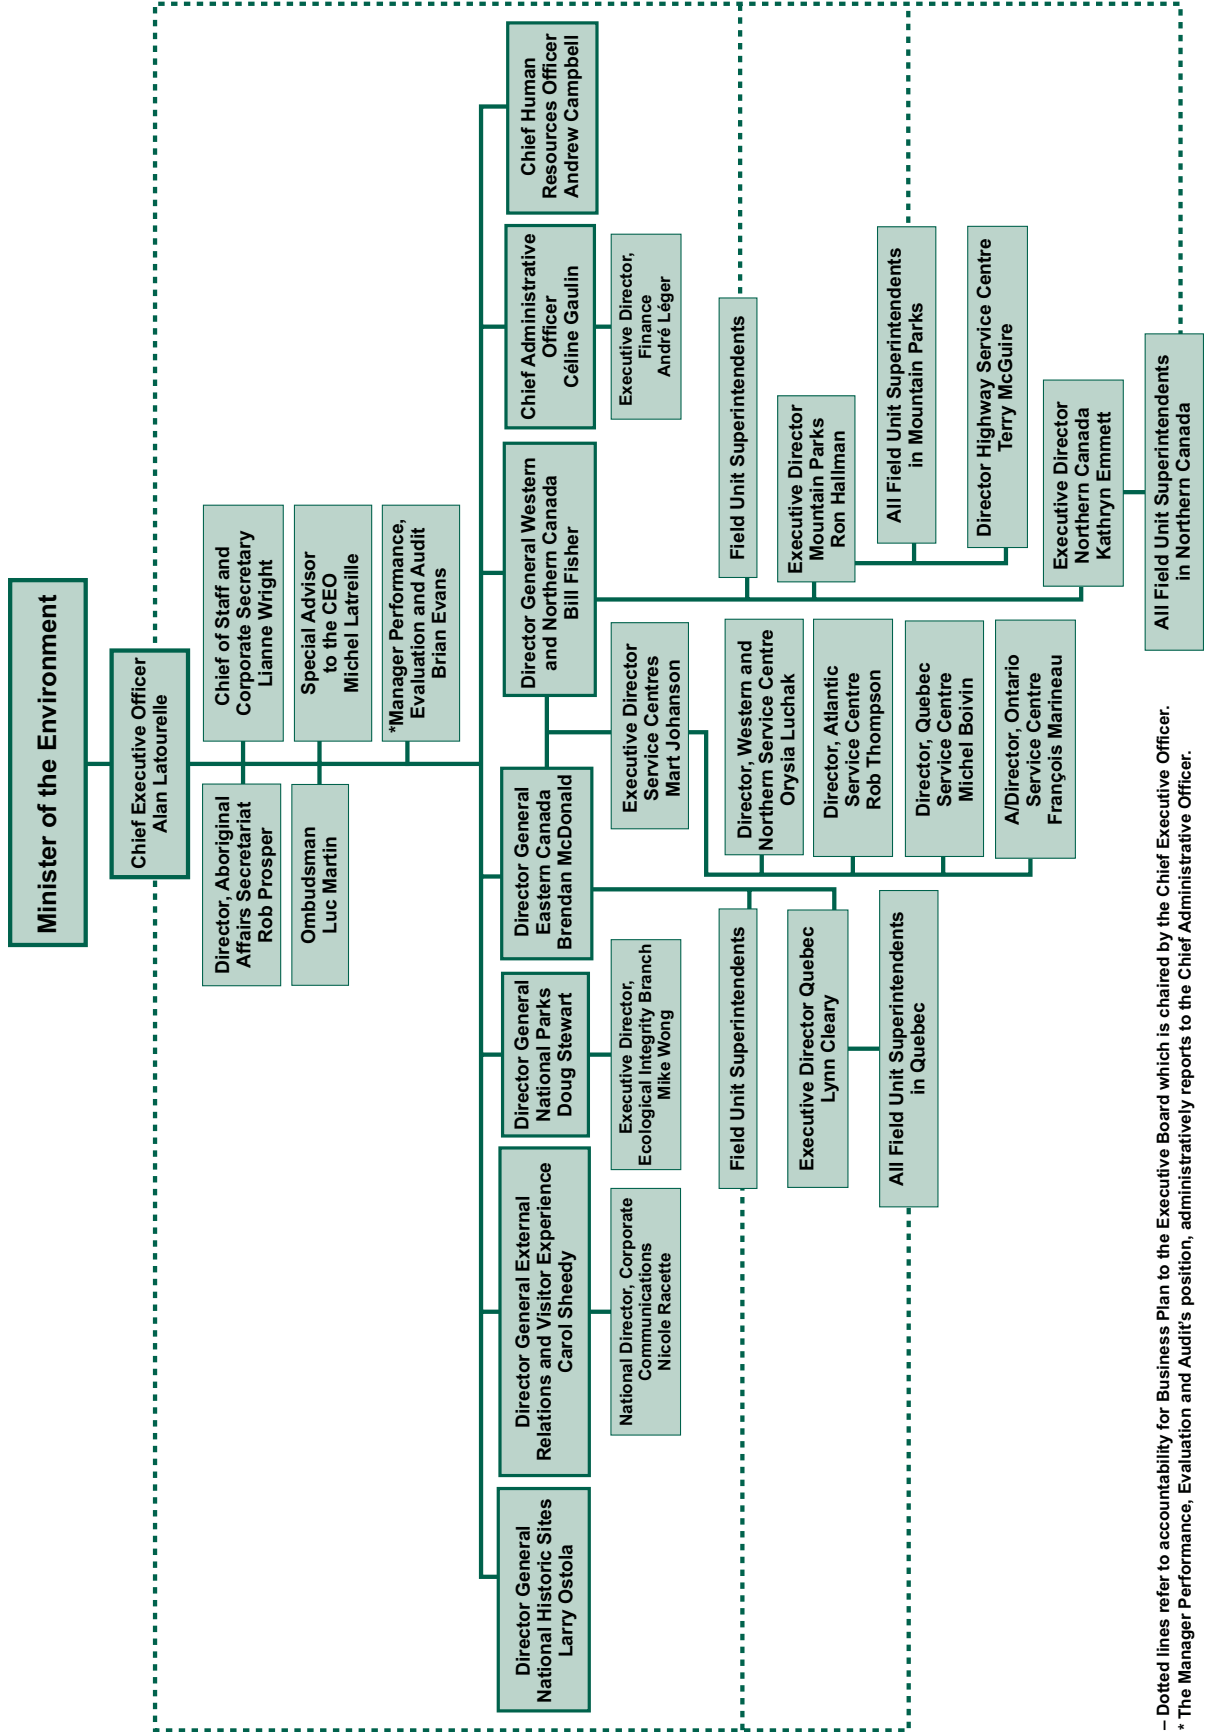 Minister of the Environment
Chief Executive Officer
Alan Latourelle
Director, Aboriginal
Affairs Secretariat
Rob Prosper
Chief of Staff and
Corporate Secretary
Lianne Wright
Ombudsman
Luc Martin
Special Advisor
to the CEO
Michel Latreille
*Manager Performance,
Evaluation and Audit
Brian Evans
Director General
National Historic Sites
Larry Ostola
Director General External
Relations and Visitor Experience
Carol Sheedy
Director General
National Parks
Doug Stewart
Director General
Eastern Canada
Brendan McDonald
Director General Western
and Northern Canada
Bill Fisher
Chief Administrative
Officer
Céline Gaulin
Chief Human
Resources Officer
Andrew Campbell
National Director, Corporate
Communications
Nicole Racette
Executive Director,
Ecological Integrity Branch
Mike Wong
Executive Director
Service Centres
Mart Johanson
Executive Director,
Finance
André Léger
Field Unit Superintendents
Executive Director Quebec
Lynn Cleary
All Field Unit Superintendents
in Quebec
Director, Western and
Northern Service Centre
Orysia Luchak
Director, Atlantic
Service Centre
Rob Thompson
Director, Quebec
Service Centre
Michel Boivin
A/Director, Ontario
Service Centre
François Marineau
Field Unit Superintendents
Executive Director
Mountain Parks
Ron Hallman
All Field Unit Superintendents
in Mountain Parks
Director Highway Service Centre
Terry McGuire
Executive Director
Northern Canada
Kathryn Emmett
All Field Unit Superintendents
in Northern Canada
– Dotted lines refer to accountability for Business Plan to the Executive Board which is chaired by the Chief Executive Officer.
* The Manager Performance, Evaluation and Audit's position, administratively reports to the Chief Administrative Officer.